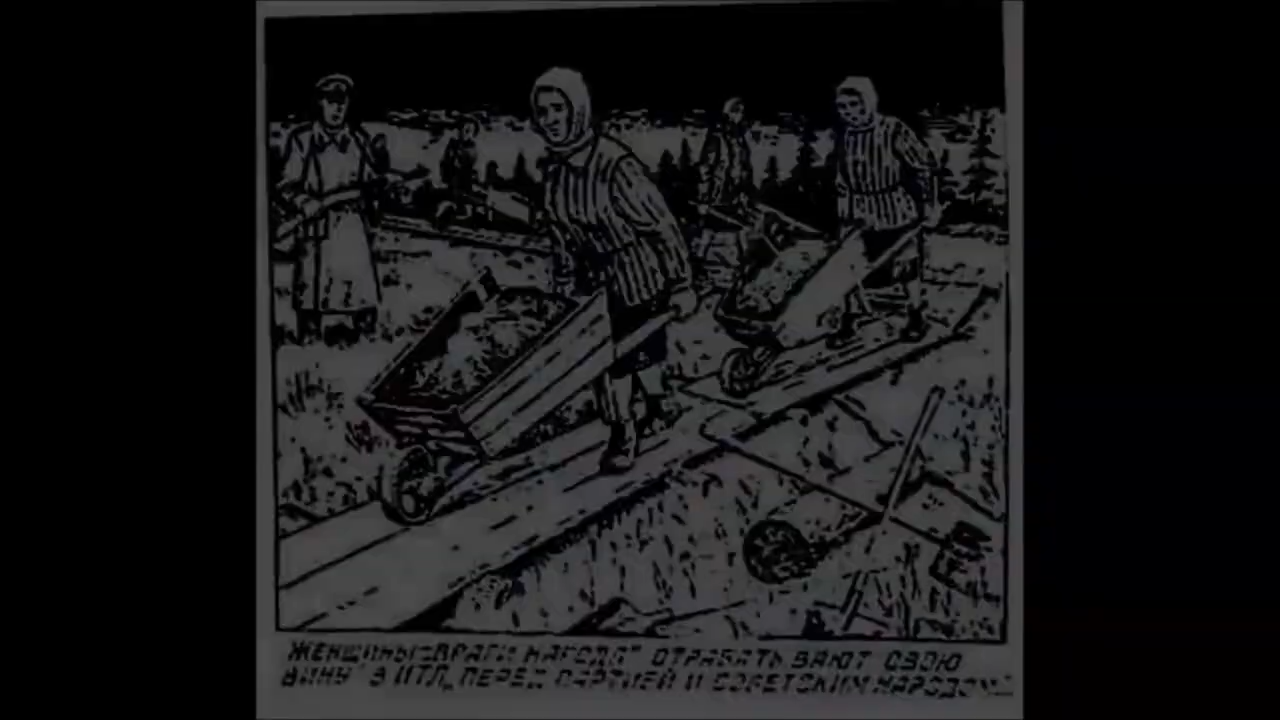 ЖЕНЩИНЫ "ВРАГИ НАРОДА" ОТРАБАТЫВАЮТ СВОЮ
ВИНУ В ИТЛ, ПЕРЕД ПАРТИЕЙ И СОВЕТСКИМ НАРОДОМ...